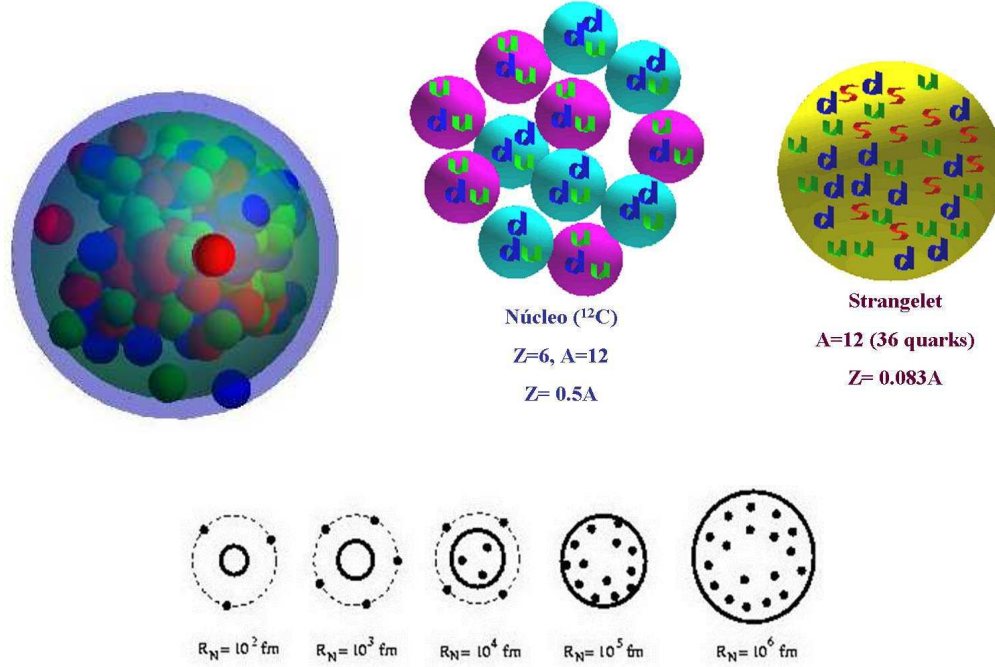 d d u
u d u
d d u
u d u
u d u
u d u
d d u
d d u
u d u
d d u
d d u
u d u
d s s u
d u s
u s s s
d d u u
d s
u d d d s u
d s u u d
s u
u u d d
Núcleo (¹²C)
Z=6, A=12
Z= 0.5A
Strangelet
A=12 (36 quarks)
Z= 0.083A
R_N = 10² fm
R_N = 10³ fm
R_N = 10⁴ fm
R_N = 10⁵ fm
R_N = 10⁶ fm